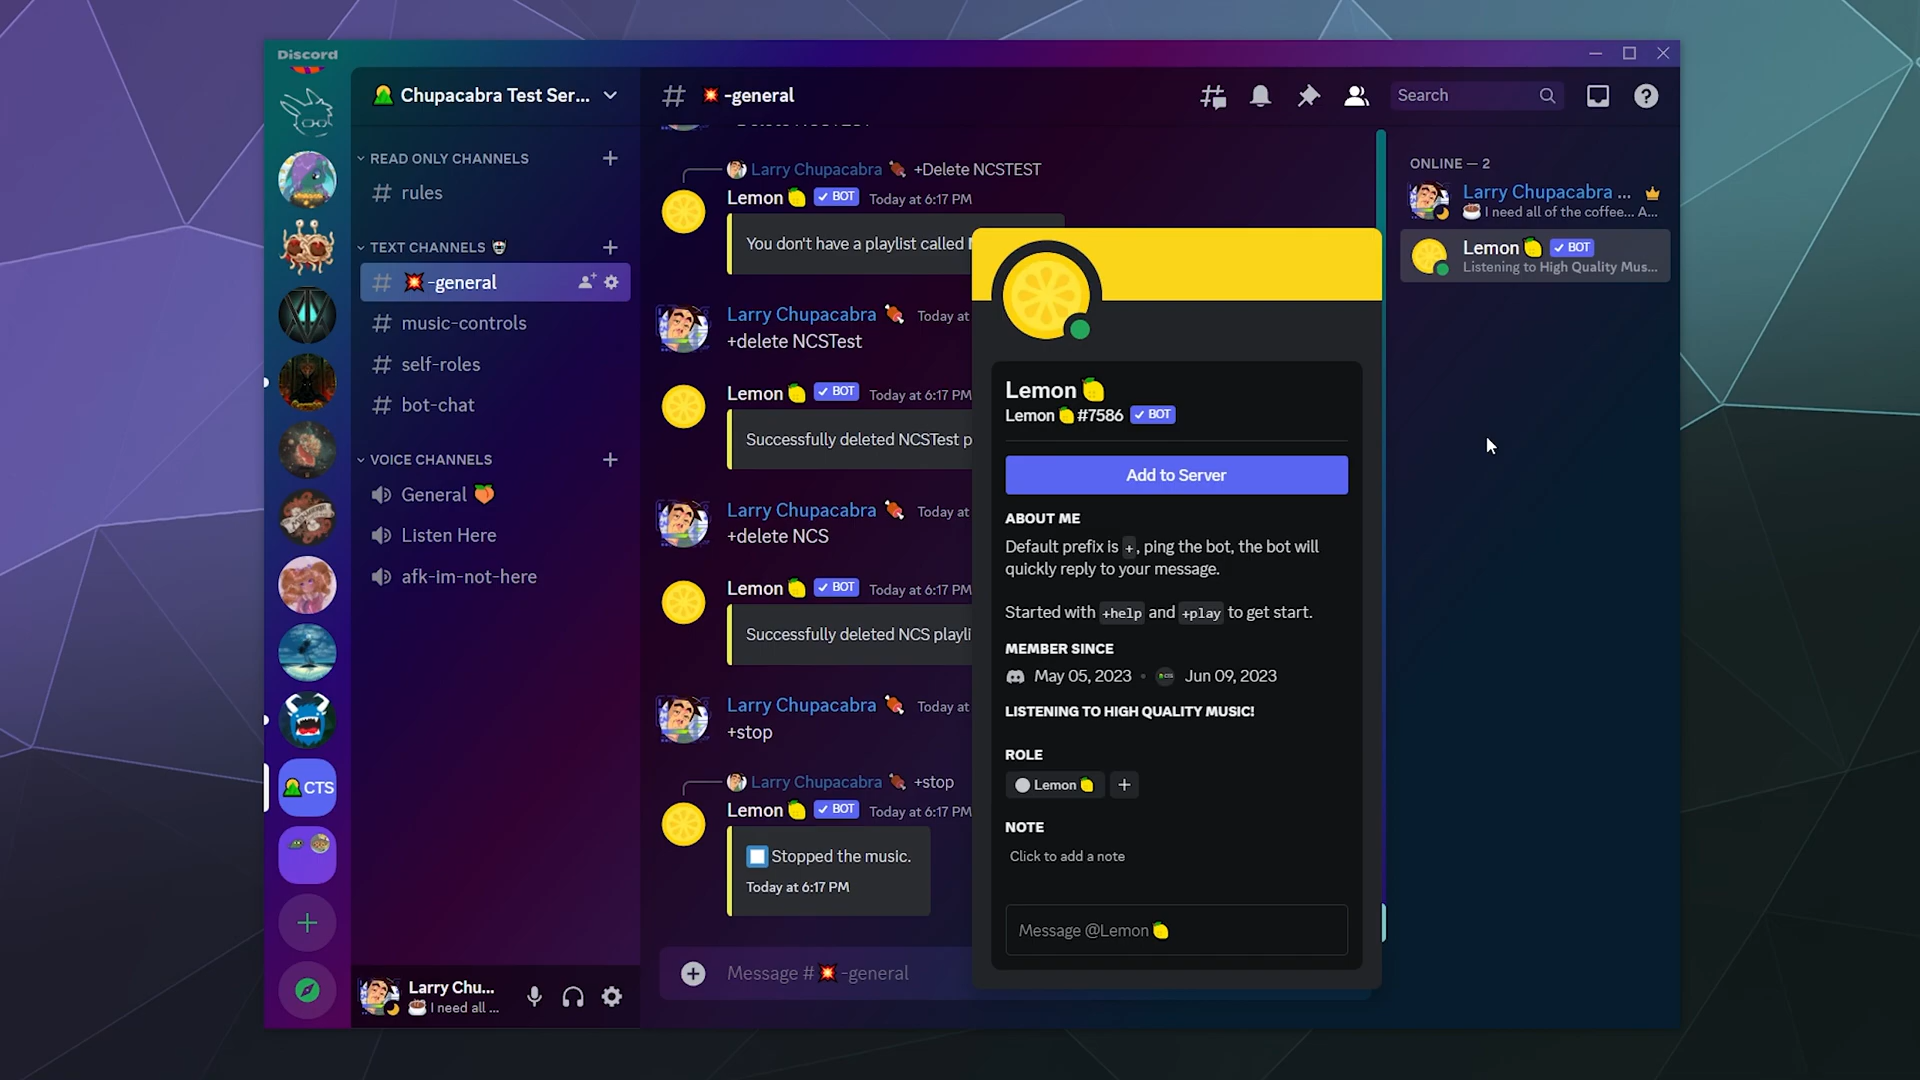 Discord
Chupacabra Test Ser...
# 💥 -general
Search
READ ONLY CHANNELS
# rules
TEXT CHANNELS
# 💥 -general
# music-controls
# self-roles
# bot-chat
VOICE CHANNELS
General 🍑
Listen Here
afk-im-not-here
CTS
Larry Chu...
☕ I need all ...
Larry Chupacabra 🍖 +Delete NCSTEST
Lemon 🍋 ✓ BOT Today at 6:17 PM
You don't have a playlist called
Larry Chupacabra 🍖 Today at
+delete NCSTest
Lemon 🍋 ✓ BOT Today at 6:17 PM
Successfully deleted NCSTest p
Larry Chupacabra 🍖 Today at
+delete NCS
Lemon 🍋 ✓ BOT Today at 6:17 PM
Successfully deleted NCS playli
Larry Chupacabra 🍖 Today at
+stop
Larry Chupacabra 🍖 +stop
Lemon 🍋 ✓ BOT Today at 6:17 PM
Stopped the music.
Today at 6:17 PM
Message # 💥 -general
Lemon 🍋
Lemon 🍋 #7586 ✓ BOT
Add to Server
ABOUT ME
Default prefix is +, ping the bot, the bot will
quickly reply to your message.
Started with +help and +play to get start.
MEMBER SINCE
May 05, 2023 • Jun 09, 2023
LISTENING TO HIGH QUALITY MUSIC!
ROLE
Lemon 🍋 +
NOTE
Click to add a note
Message @Lemon 🍋
ONLINE — 2
Larry Chupacabra ...
☕ I need all of the coffee... A...
Lemon 🍋 ✓ BOT
Listening to High Quality Mus...